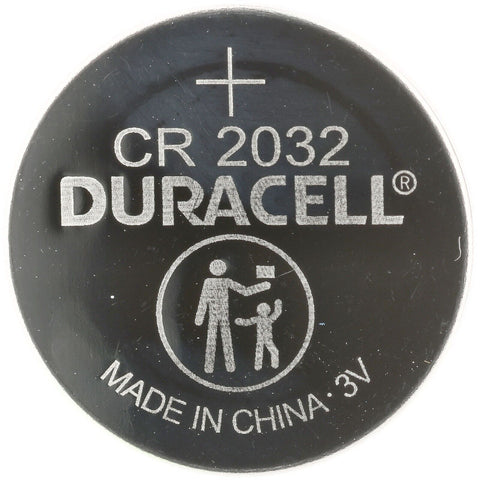 +
CR 2032
DURACELL®
MADE IN CHINA · 3V